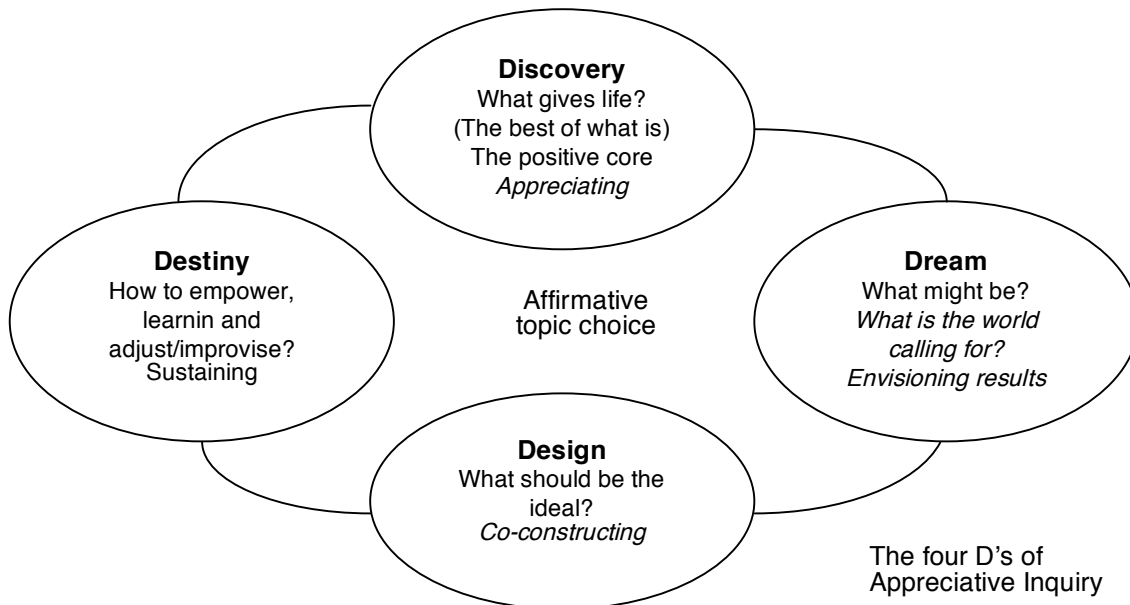 Discovery
What gives life?
(The best of what is)
The positive core
Appreciating
Destiny
How to empower,
learnin and
adjust/improvise?
Sustaining
Affirmative
topic choice
Dream
What might be?
What is the world
calling for?
Envisioning results
Design
What should be the
ideal?
Co-constructing
The four D’s of
Appreciative Inquiry